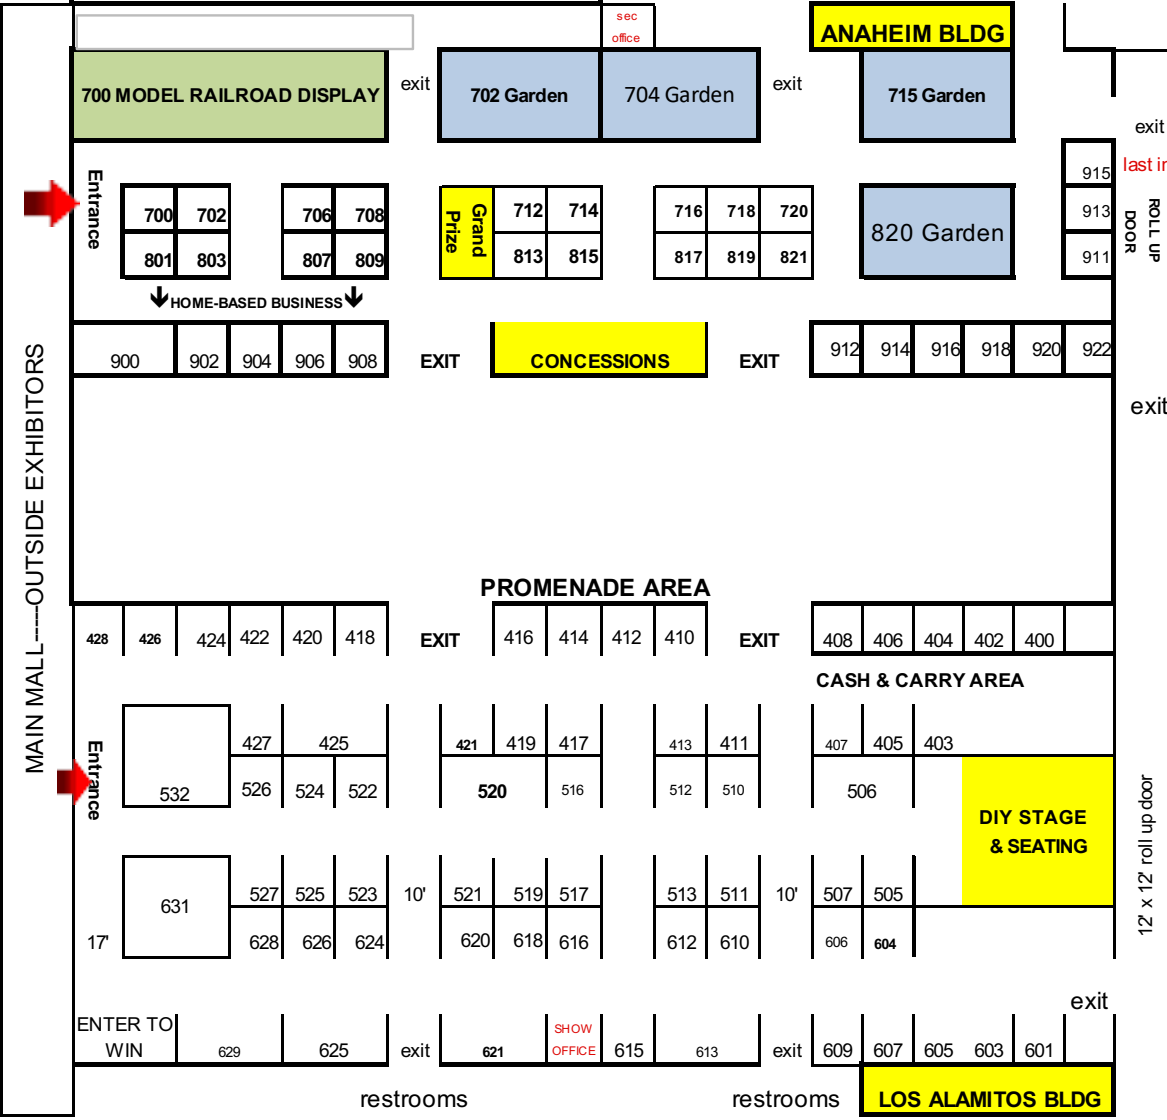 sec
office
ANAHEIM BLDG
700 MODEL RAILROAD DISPLAY
exit
702 Garden
704 Garden
exit
715 Garden
exit
last in
915
Entrance
700 702 706 708
Grand
Prize
712 714 716 718 720
820 Garden
913
ROLL UP
DOOR
801 803 807 809 813 815 817 819 821 911
HOME-BASED BUSINESS
900 902 904 906 908
EXIT
CONCESSIONS
EXIT
912 914 916 918 920 922
exit
MAIN MALL----OUTSIDE EXHIBITORS
PROMENADE AREA
428 426 424 422 420 418
EXIT
416 414 412 410
EXIT
408 406 404 402 400
CASH & CARRY AREA
427 425 421 419 417 413 411 407 405 403
Entrance
532 526 524 522 520 516 512 510 506
DIY STAGE
& SEATING
12' x 12' roll up door
631
527 525 523 10' 521 519 517 513 511 10' 507 505
17'
628 626 624 620 618 616 612 610 606 604
exit
ENTER TO
WIN
629 625 exit 621
SHOW
OFFICE
615 613 exit 609 607 605 603 601
restrooms
restrooms
LOS ALAMITOS BLDG